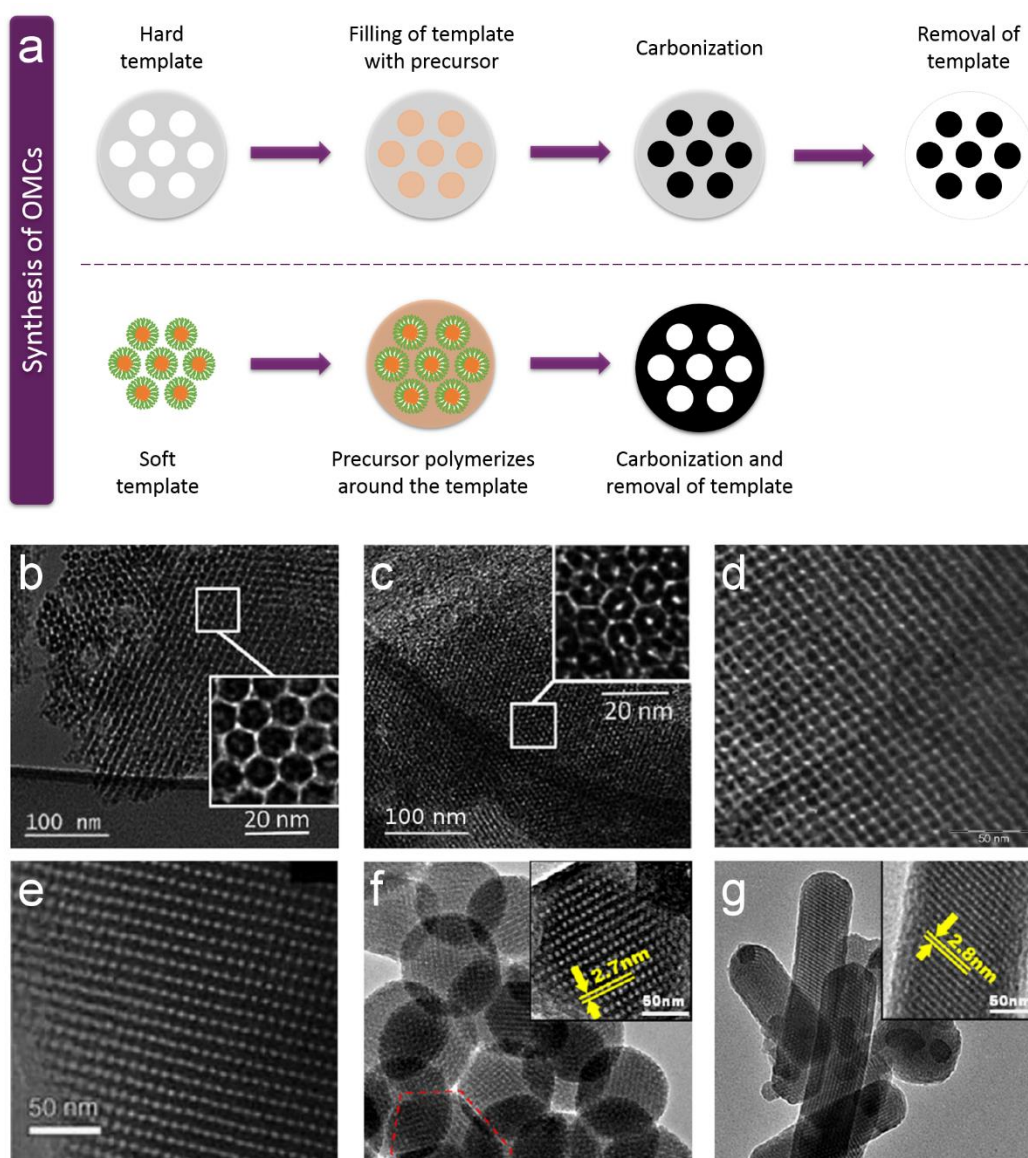 a
Synthesis of OMCs
Hard
template
Filling of template
with precursor
Carbonization
Removal of
template
Soft
template
Precursor polymerizes
around the template
Carbonization and
removal of template
b
100 nm
20 nm
c
20 nm
100 nm
d
50 nm
e
50 nm
f
2.7nm
50nm
g
2.8nm
50nm